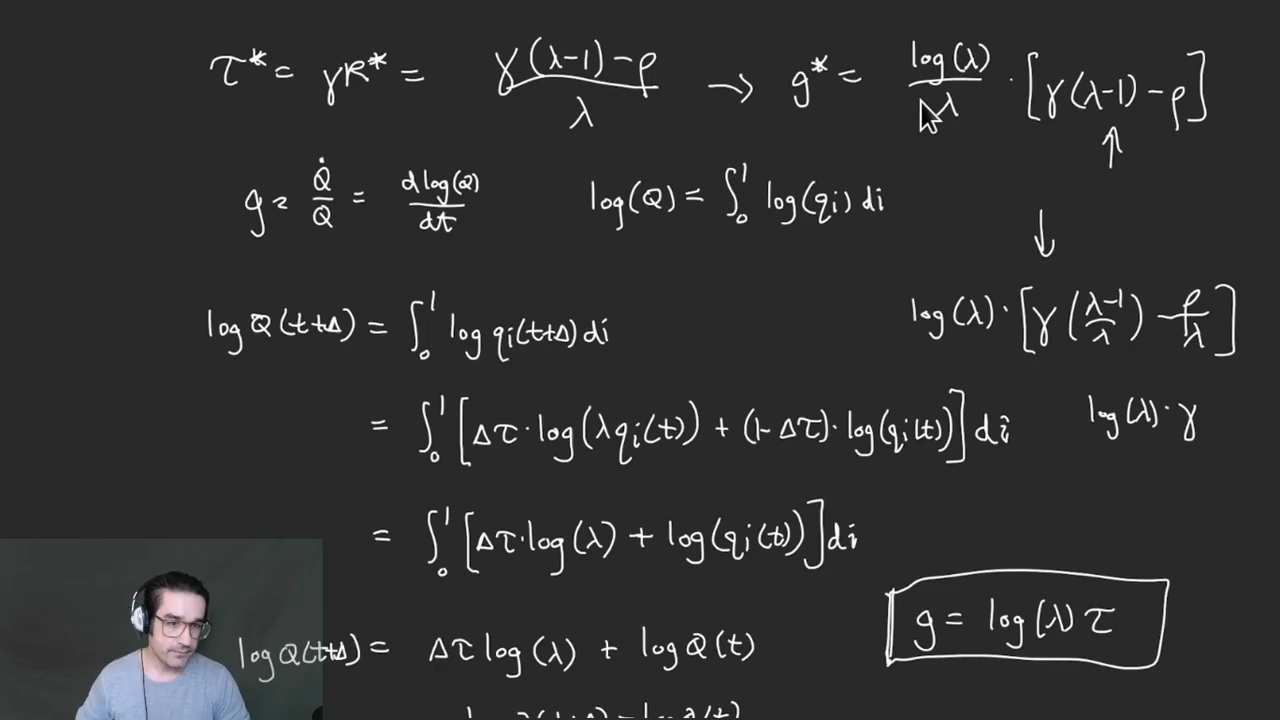 τ* = γR* = γ(λ-1)-ρ / λ → g* = log(λ)/λ · [γ(λ-1)-ρ]
↑
g = Q̇/Q = dlog(Q)/dt log(Q) = ∫₀¹ log(qi) di
↓
log Q(t+Δ) = ∫₀¹ log qi(t+Δ) di log(λ)· [γ(λ-1/λ) - ρ/λ]
= ∫₀¹ [Δτ·log(λqi(t)) + (1-Δτ)·log(qi(t))] di log(λ)·γ
= ∫₀¹ [Δτ·log(λ) + log(qi(t))] di
g = log(λ) τ
log Q(t+Δ) = Δτ log(λ) + log Q(t)